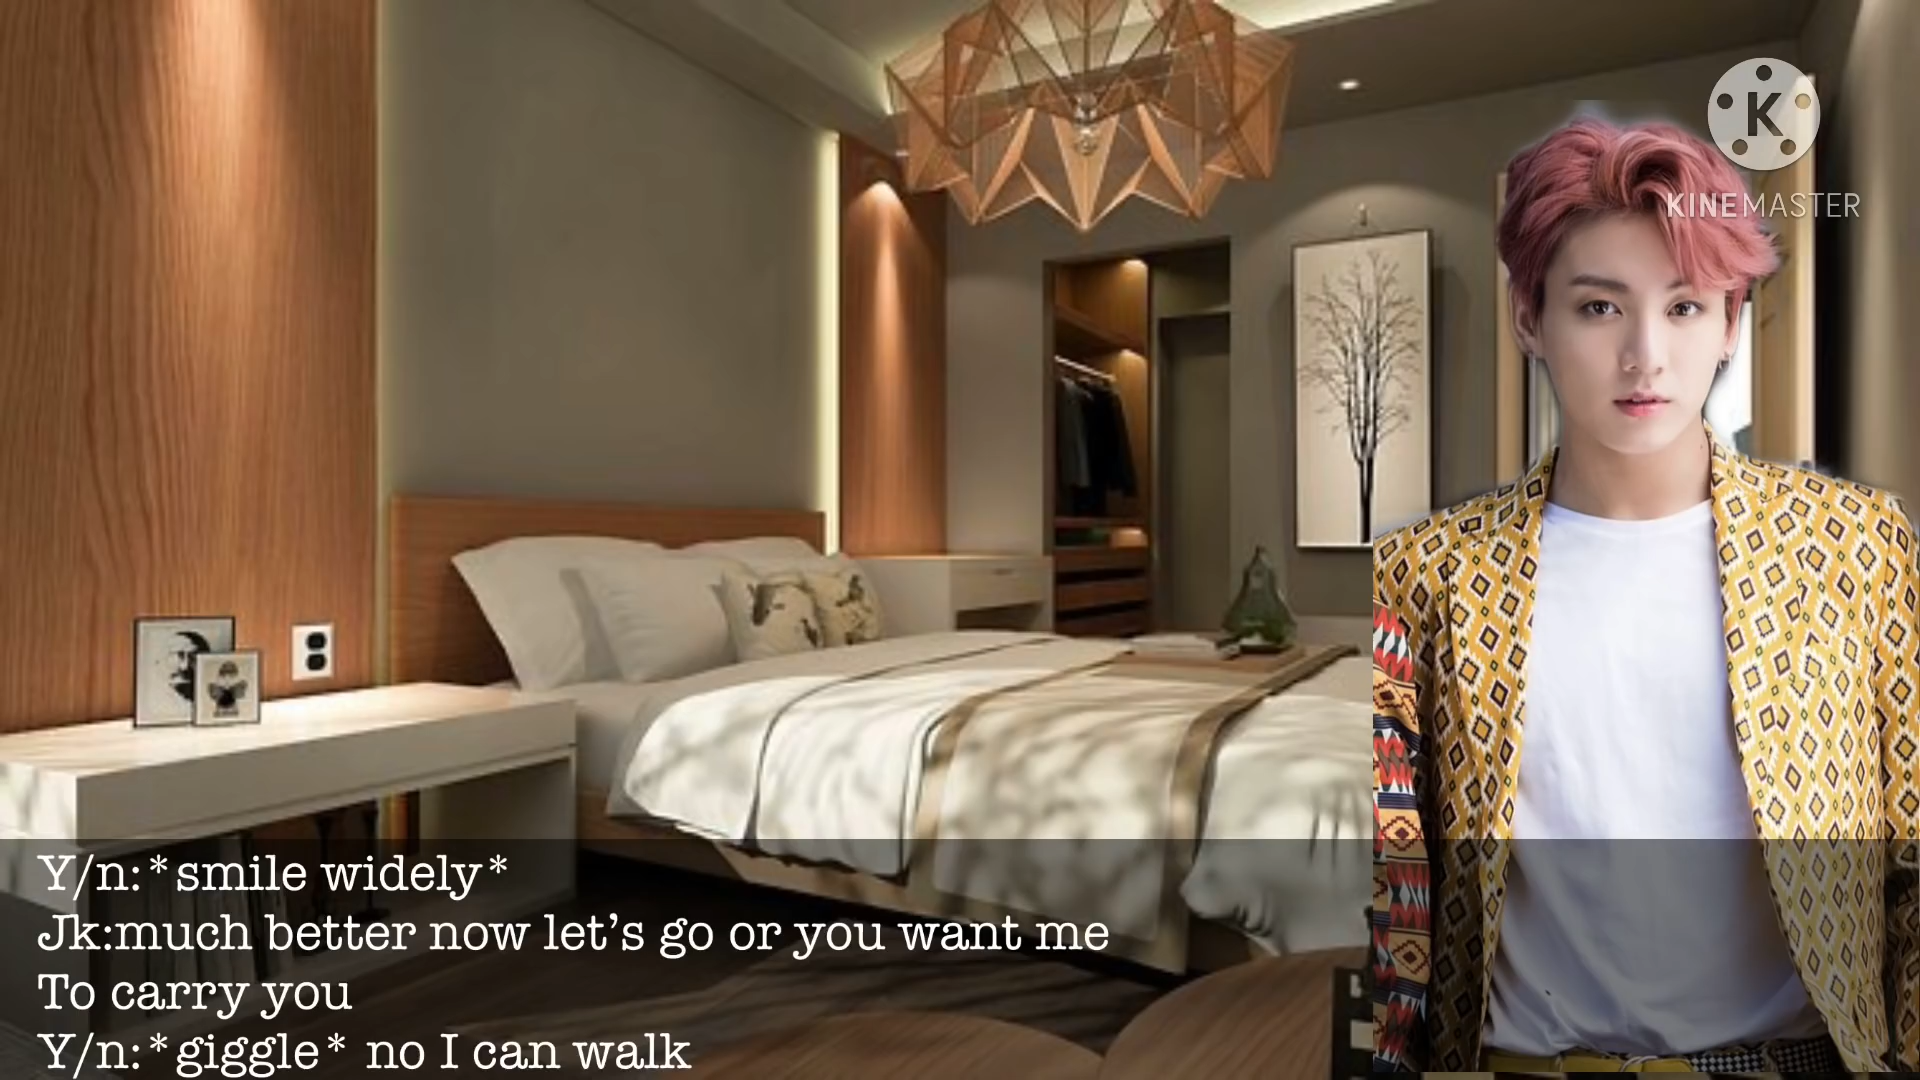 K
KINEMASTER
Y/n:*smile widely*
Jk:much better now let's go or you want me
To carry you
Y/n:*giggle* no I can walk